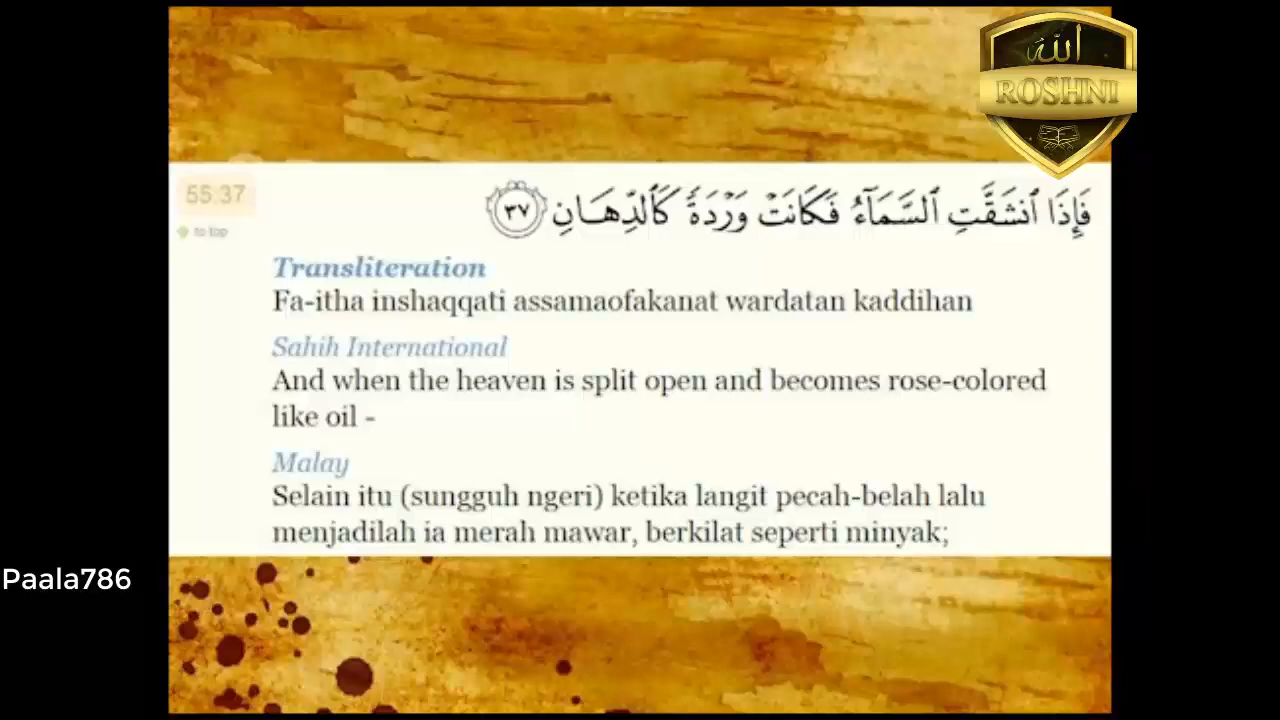 الله
ROSHNI
55:37
to top
فَإِذَا ٱنشَقَّتِ ٱلسَّمَآءُ فَكَانَتْ وَرْدَةً كَٱلدِّهَانِ ٣٧
Transliteration
Fa-itha inshaqqati assamaofakanat wardatan kaddihan
Sahih International
And when the heaven is split open and becomes rose-colored
like oil -
Malay
Selain itu (sungguh ngeri) ketika langit pecah-belah lalu
menjadilah ia merah mawar, berkilat seperti minyak;
Paala786